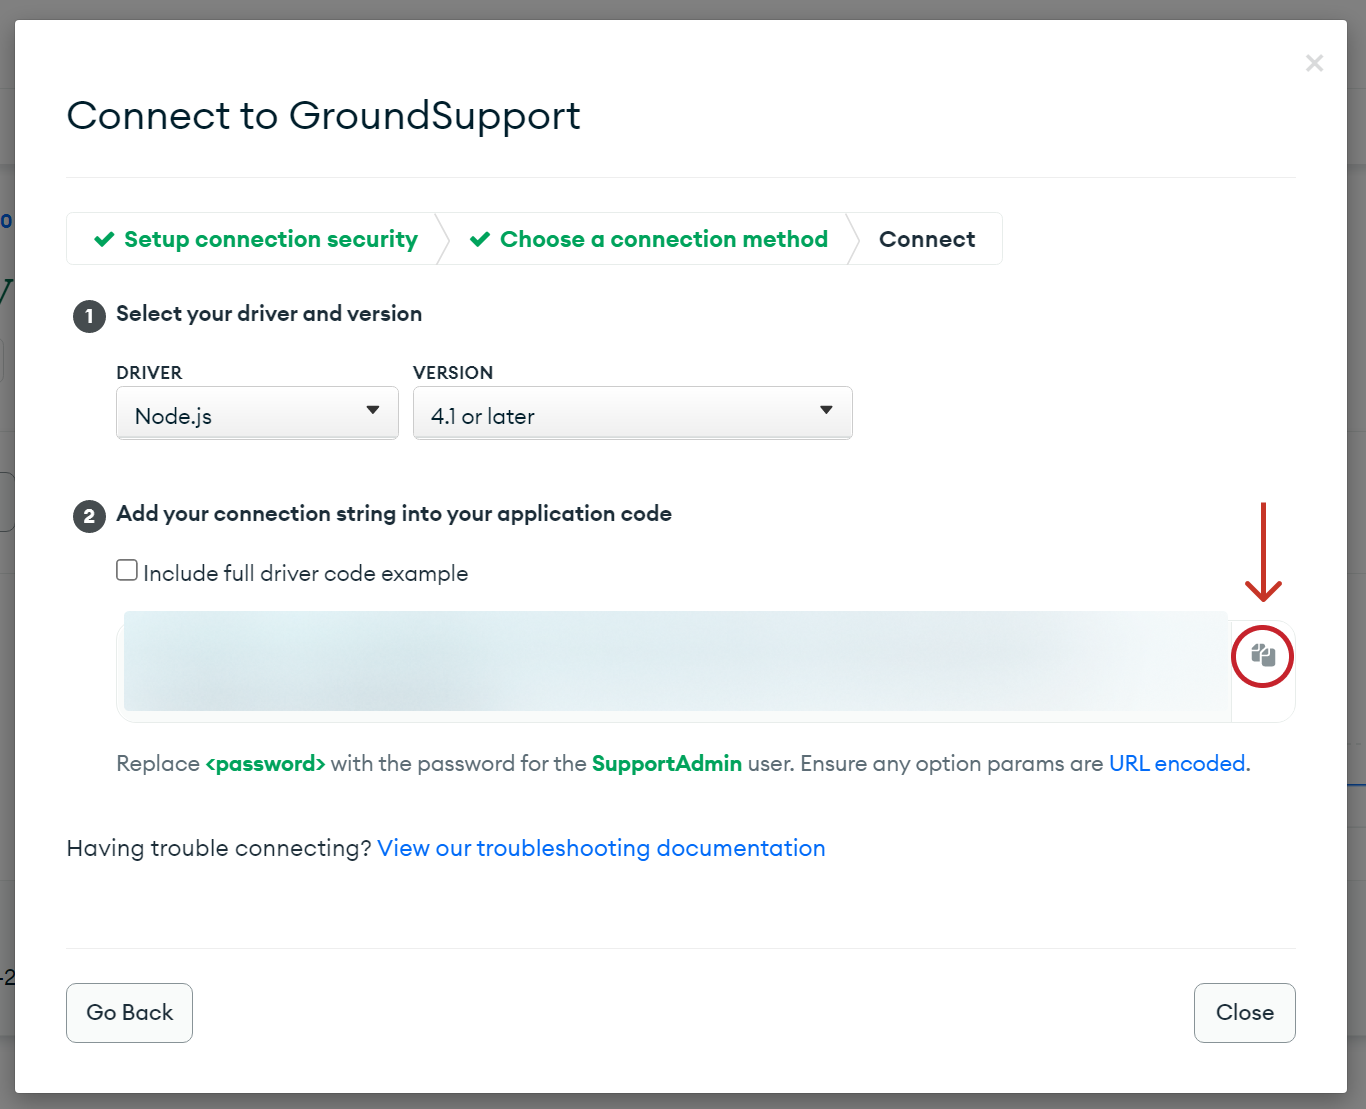 Connect to GroundSupport
Setup connection security
Choose a connection method
Connect
1 Select your driver and version
DRIVER VERSION
Node.js 4.1 or later
2 Add your connection string into your application code
Include full driver code example
Replace <password> with the password for the SupportAdmin user. Ensure any option params are URL encoded.
Having trouble connecting? View our troubleshooting documentation
-2
Go Back Close